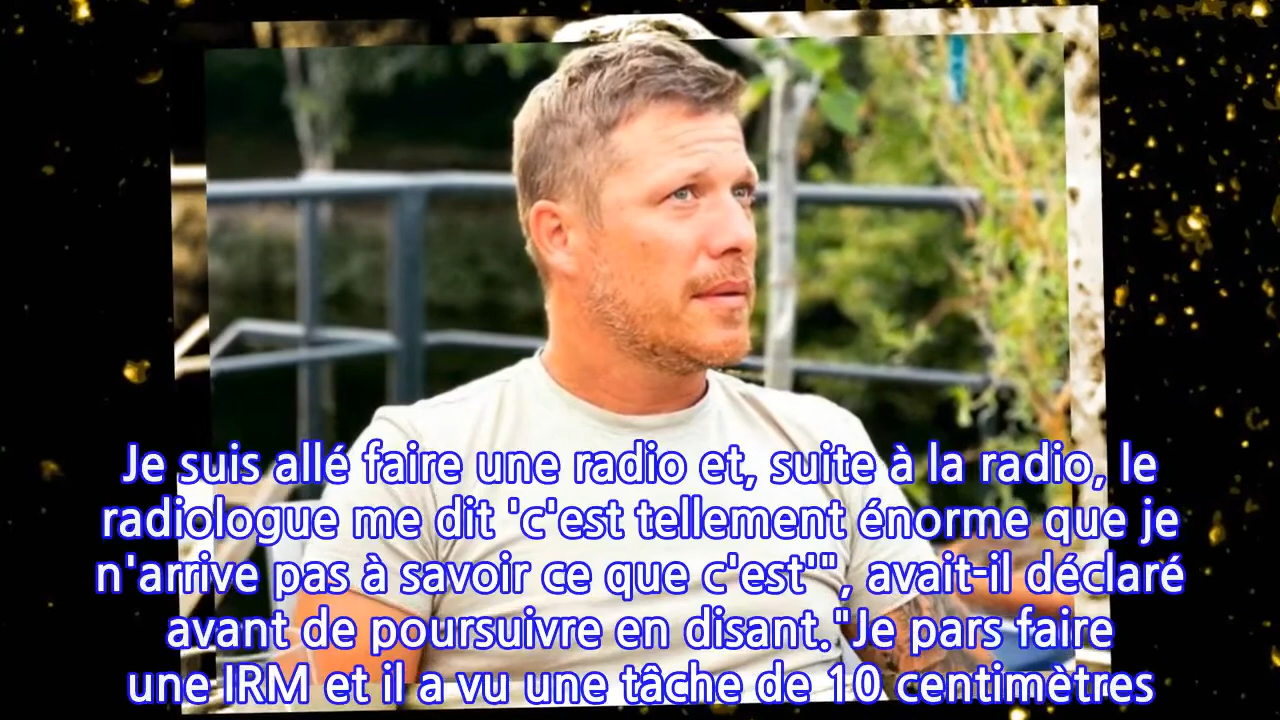 Je suis allé faire une radio et, suite à la radio, le
radiologue me dit 'c'est tellement énorme que je
n'arrive pas à savoir ce que c'est'", avait-il déclaré
avant de poursuivre en disant."Je pars faire
une IRM et il a vu une tâche de 10 centimètres